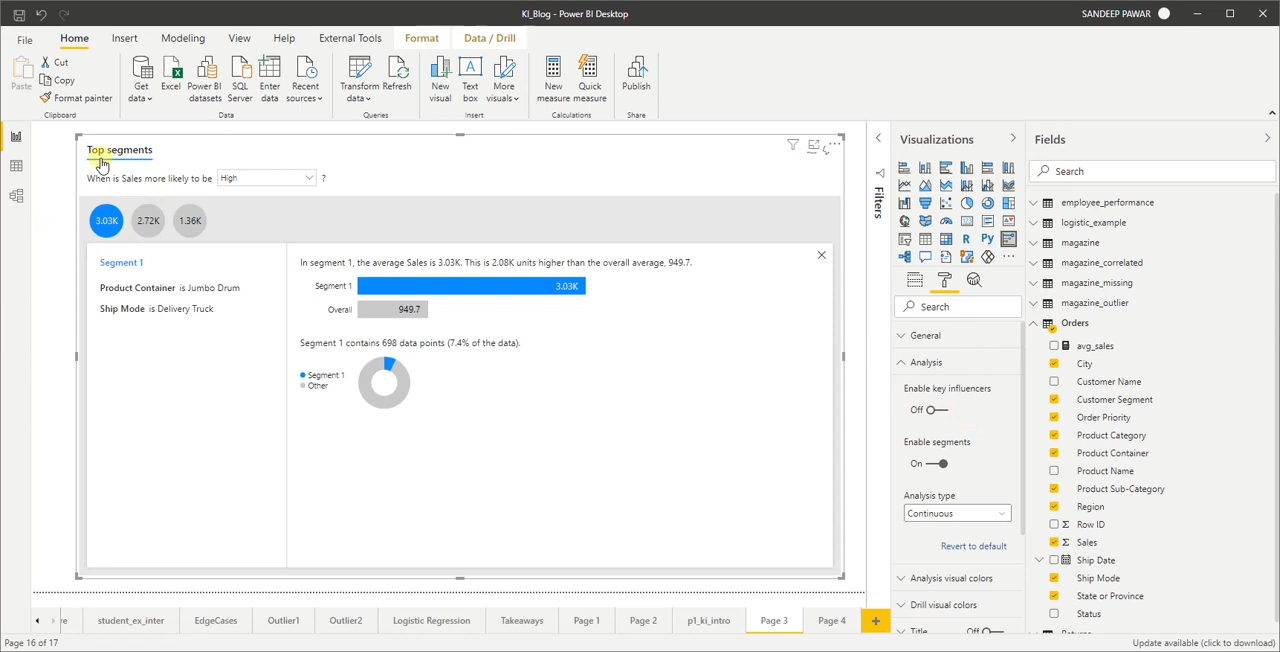 KI_Blog - Power BI Desktop
SANDEEP PAWAR
File
Home
Insert
Modeling
View
Help
External Tools
Format
Data / Drill
Paste
Cut
Copy
Format painter
Clipboard
Get data
Excel
Power BI datasets
SQL Server
Enter data
Recent sources
Data
Transform data
Refresh
Queries
New visual
Text box
More visuals
Insert
New measure
Quick measure
Calculations
Publish
Share
Top segments
When is Sales more likely to be High ?
3.03K 2.72K 1.36K
Segment 1
Product Container is Jumbo Drum
Ship Mode is Delivery Truck
In segment 1, the average Sales is 3.03K. This is 2.08K units higher than the overall average, 949.7.
Segment 1 3.03K
Overall 949.7
Segment 1 contains 698 data points (7.4% of the data).
Segment 1
Other
Filters
Visualizations
R Py
Search
General
Analysis
Enable key influencers
Off
Enable segments
On
Analysis type
Continuous
Revert to default
Analysis visual colors
Drill visual colors
Title Off
Fields
Search
employee_performance
logistic_example
magazine
magazine_correlated
magazine_missing
magazine_outlier
Orders
avg_sales
City
Customer Name
Customer Segment
Order Priority
Product Category
Product Container
Product Name
Product Sub-Category
Region
Row ID
Sales
Ship Date
Ship Mode
State or Province
Status
student_ex_inter
EdgeCases
Outlier1
Outlier2
Logistic Regression
Takeaways
Page 1
Page 2
p1_ki_intro
Page 3
Page 4
Page 16 of 17
Update available (click to download)